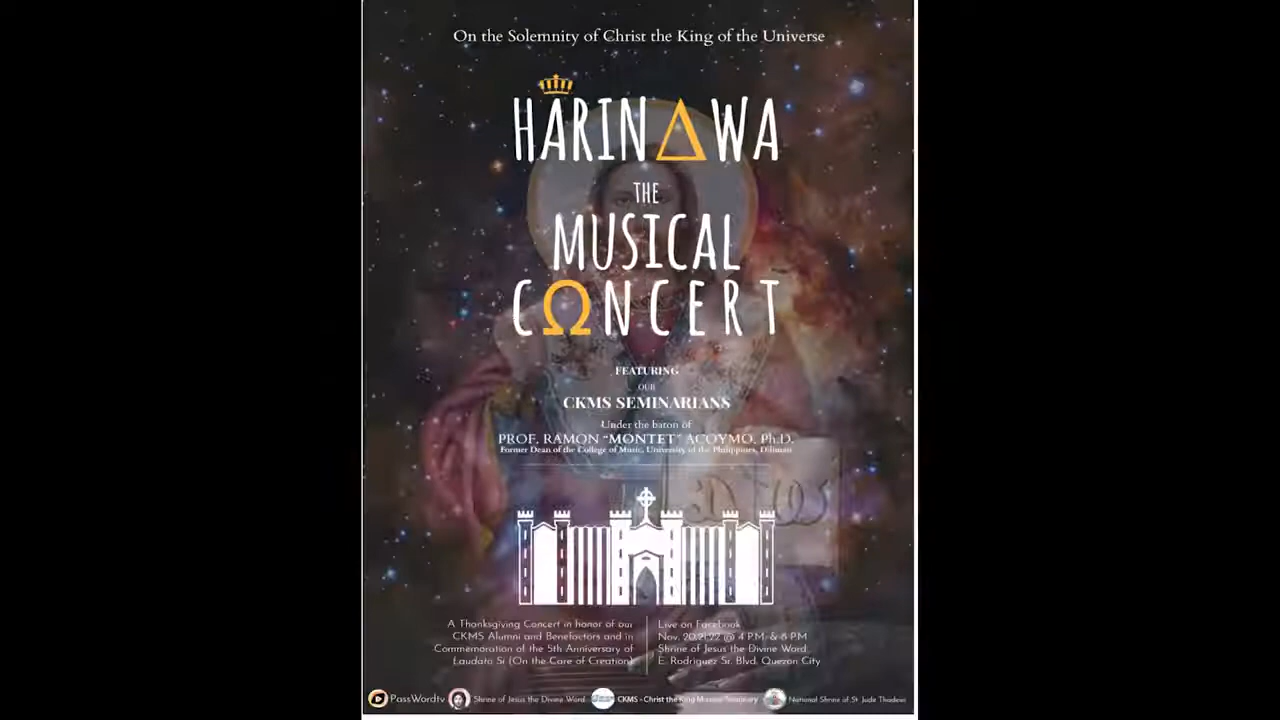 On the Solemnity of Christ the King of the Universe
HARINΔWA
THE
MUSICAL
CΩNCERT
FEATURING
OUR
CKMS SEMINARIANS
Under the baton of
PROF. RAMON “MONTET” ACOYMO, Ph.D.
Former Dean of the College of Music, University of the Philippines, Diliman
A Thanksgiving Concert in honor of our
CKMS Alumni and Benefactors and in
Commemoration of the 5th Anniversary of
Laudato Si (On the Care of Creation)
Live on Facebook
Nov. 20,21,22 @ 4 P.M. & 8 PM
Shrine of Jesus the Divine Word
E. Rodriguez Sr. Blvd. Quezon City
PassWordtv Shrine of Jesus the Divine Word CKMS - Christ the King Mission Seminary National Shrine of St Jude Thadeus